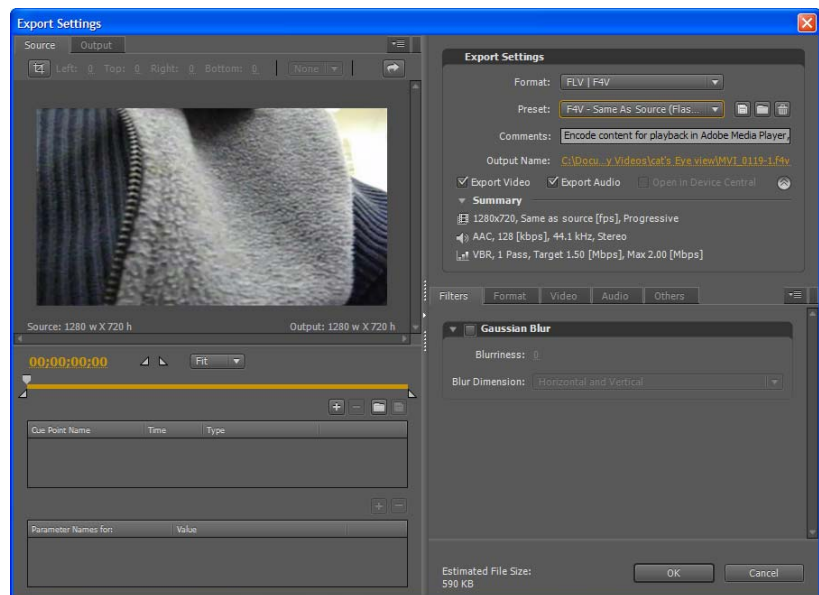 Export Settings
Source Output
Left: 0 Top: 0 Right: 0 Bottom: 0 None
Source: 1280 w X 720 h Output: 1280 w X 720 h
00;00;00;00 Fit
Cue Point Name Time Type
Parameter Names for: Value
Export Settings
Format: FLV | F4V
Preset: F4V - Same As Source (Flas...
Comments: Encode content for playback in Adobe Media Player,
Output Name: C:\Docu...y Videos\cat's Eye view\MVI_0119-1.f4v
Export Video Export Audio Open in Device Central
Summary
1280x720, Same as source [fps], Progressive
AAC, 128 [kbps], 44.1 kHz, Stereo
VBR, 1 Pass, Target 1.50 [Mbps], Max 2.00 [Mbps]
Filters Format Video Audio Others
Gaussian Blur
Blurriness: 0
Blur Dimension: Horizontal and Vertical
Estimated File Size:
590 KB
OK Cancel